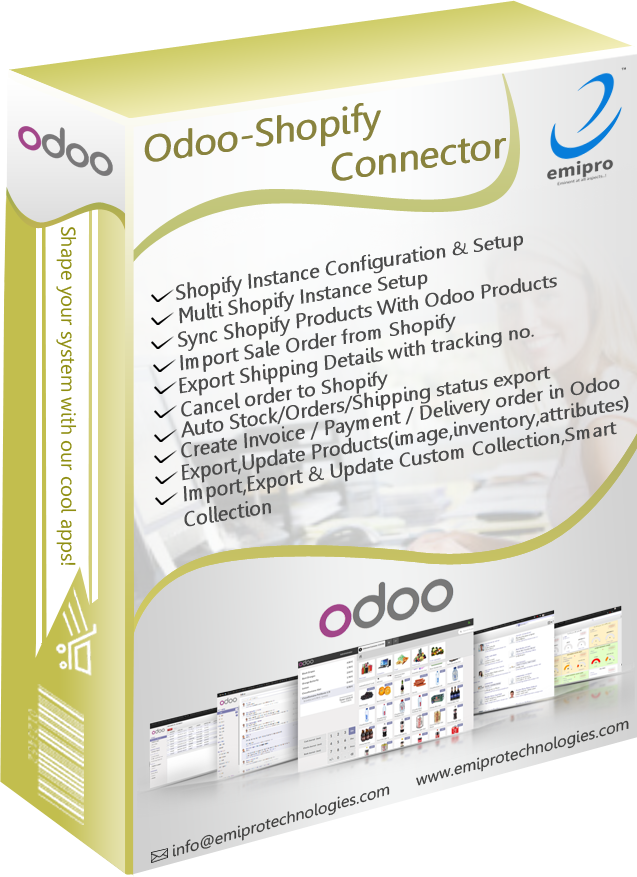 odoo
Shape your system with our cool apps!
Odoo-Shopify
Connector
emipro
Shopify Instance Configuration & Setup
Multi Shopify Instance Setup
Sync Shopify Products With Odoo Products
Import Sale Order from Shopify
Export Shipping Details with tracking no.
Cancel order to Shopify
Auto Stock/Orders/Shipping status export
Create Invoice / Payment / Delivery order in Odoo
Export,Update Products(image,inventory,attributes)
Import,Export & Update Custom Collection,Smart
Collection
odoo
odoo
odoo
odoo
www.emiprotechnologies.com
info@emiprotechnologies.com